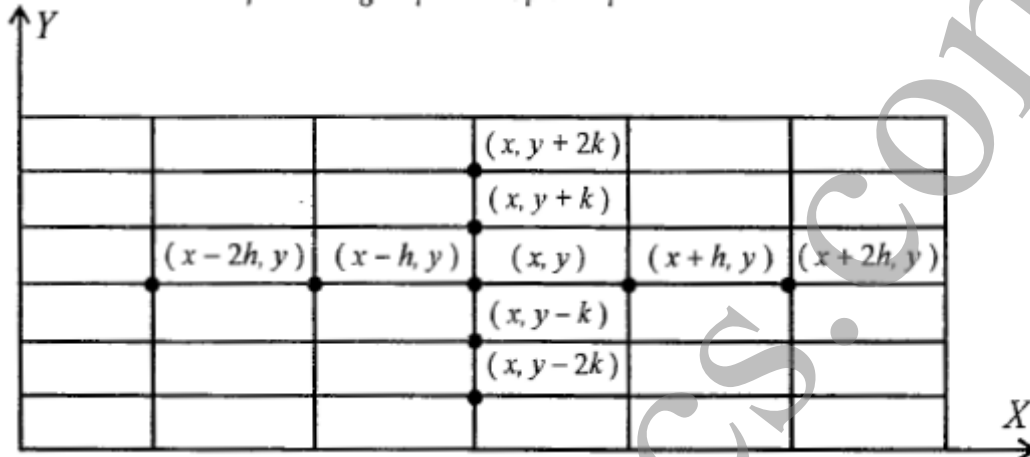 Y
(x, y + 2k)
(x, y + k)
(x − 2h, y) (x − h, y) (x, y) (x + h, y) (x + 2h, y)
(x, y − k)
(x, y − 2k)
X